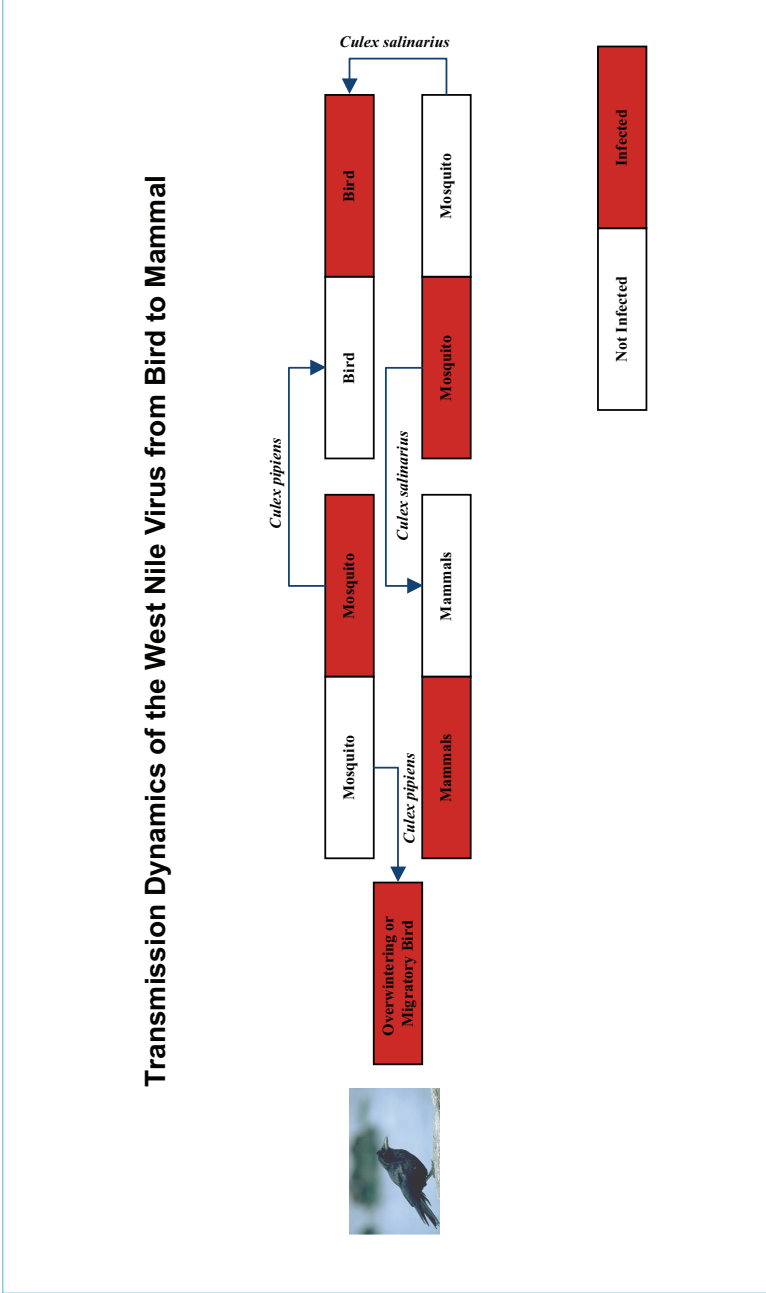 Transmission Dynamics of the West Nile Virus from Bird to Mammal
Culex pipiens
Culex salinarius
Mosquito
Mosquito
Bird
Bird
Overwintering or
Migratory Bird
Culex pipiens
Culex salinarius
Mammals
Mammals
Mosquito
Mosquito
Not Infected
Infected